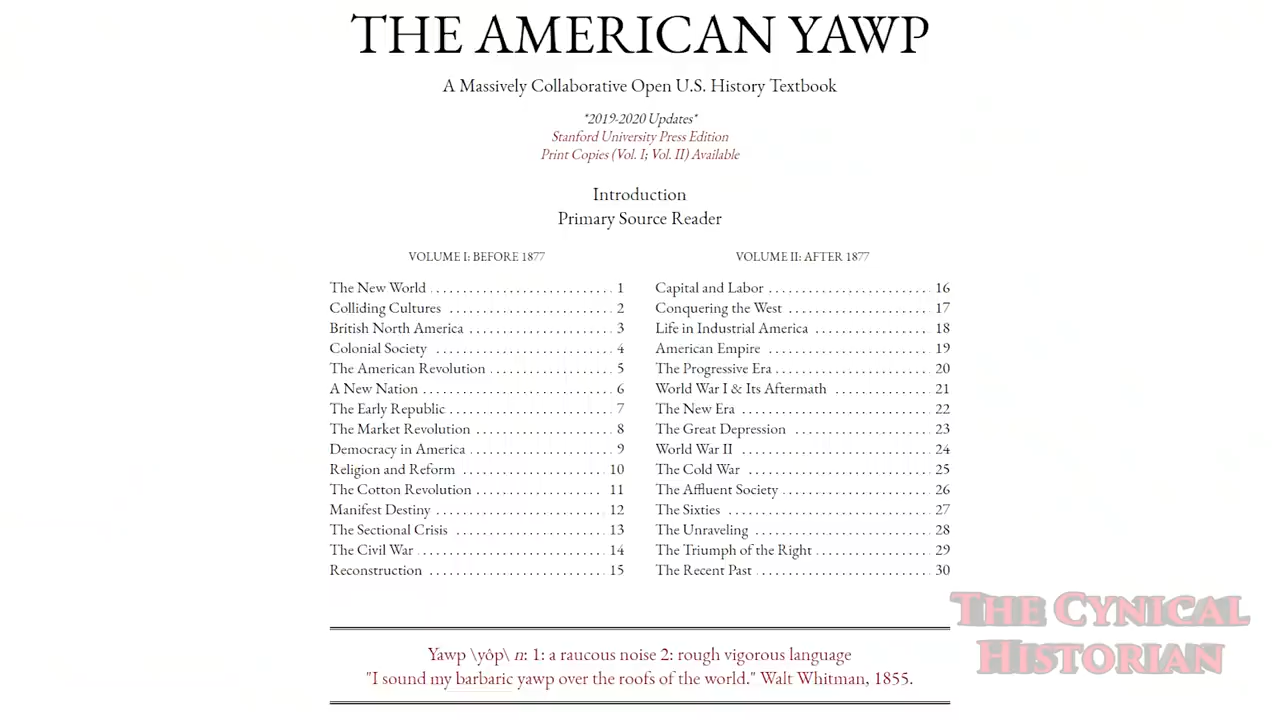 THE AMERICAN YAWP
A Massively Collaborative Open U.S. History Textbook
*2019-2020 Updates*
Stanford University Press Edition
Print Copies (Vol. I; Vol. II) Available
Introduction
Primary Source Reader
VOLUME I: BEFORE 1877
The New World 1
Colliding Cultures 2
British North America 3
Colonial Society 4
The American Revolution 5
A New Nation 6
The Early Republic 7
The Market Revolution 8
Democracy in America 9
Religion and Reform 10
The Cotton Revolution 11
Manifest Destiny 12
The Sectional Crisis 13
The Civil War 14
Reconstruction 15
VOLUME II: AFTER 1877
Capital and Labor 16
Conquering the West 17
Life in Industrial America 18
American Empire 19
The Progressive Era 20
World War I & Its Aftermath 21
The New Era 22
The Great Depression 23
World War II 24
The Cold War 25
The Affluent Society 26
The Sixties 27
The Unraveling 28
The Triumph of the Right 29
The Recent Past 30
Yawp \yôp\ n: 1: a raucous noise 2: rough vigorous language
"I sound my barbaric yawp over the roofs of the world." Walt Whitman, 1855.
THE CYNICAL
HISTORIAN